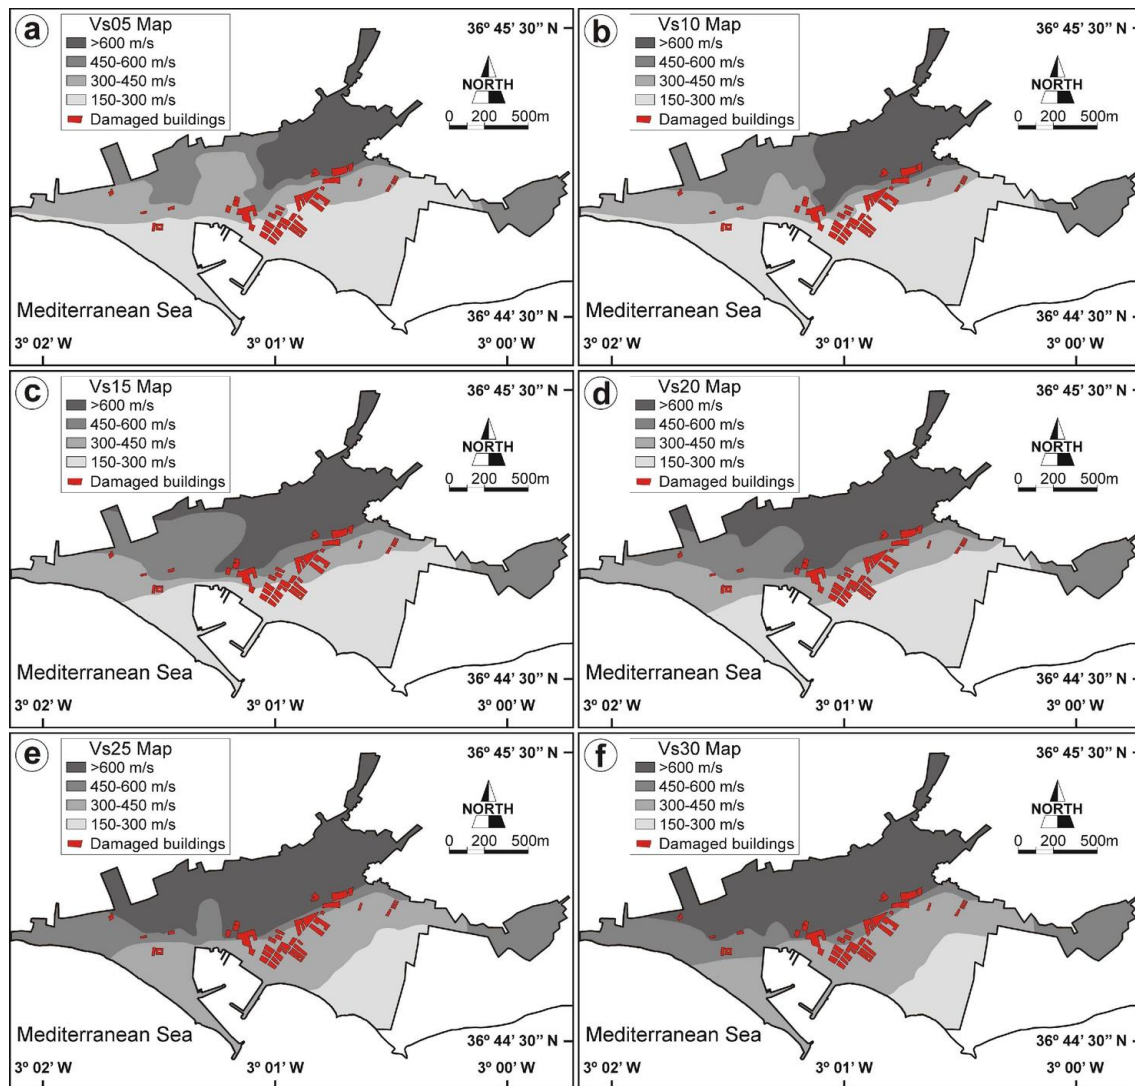 a
Vs05 Map
>600 m/s
450-600 m/s
300-450 m/s
150-300 m/s
Damaged buildings
36º 45’ 30’’ N
NORTH
0 200 500m
Mediterranean Sea
36º 44’ 30’’ N
3º 02’ W 3º 01’ W 3º 00’ W
b
Vs10 Map
>600 m/s
450-600 m/s
300-450 m/s
150-300 m/s
Damaged buildings
36º 45’ 30’’ N
NORTH
0 200 500m
Mediterranean Sea
36º 44’ 30’’ N
3º 02’ W 3º 01’ W 3º 00’ W
c
Vs15 Map
>600 m/s
450-600 m/s
300-450 m/s
150-300 m/s
Damaged buildings
36º 45’ 30’’ N
NORTH
0 200 500m
Mediterranean Sea
36º 44’ 30’’ N
3º 02’ W 3º 01’ W 3º 00’ W
d
Vs20 Map
>600 m/s
450-600 m/s
300-450 m/s
150-300 m/s
Damaged buildings
36º 45’ 30’’ N
NORTH
0 200 500m
Mediterranean Sea
36º 44’ 30’’ N
3º 02’ W 3º 01’ W 3º 00’ W
e
Vs25 Map
>600 m/s
450-600 m/s
300-450 m/s
150-300 m/s
Damaged buildings
36º 45’ 30’’ N
NORTH
0 200 500m
Mediterranean Sea
36º 44’ 30’’ N
3º 02’ W 3º 01’ W 3º 00’ W
f
Vs30 Map
>600 m/s
450-600 m/s
300-450 m/s
150-300 m/s
Damaged buildings
36º 45’ 30’’ N
NORTH
0 200 500m
Mediterranean Sea
36º 44’ 30’’ N
3º 02’ W 3º 01’ W 3º 00’ W